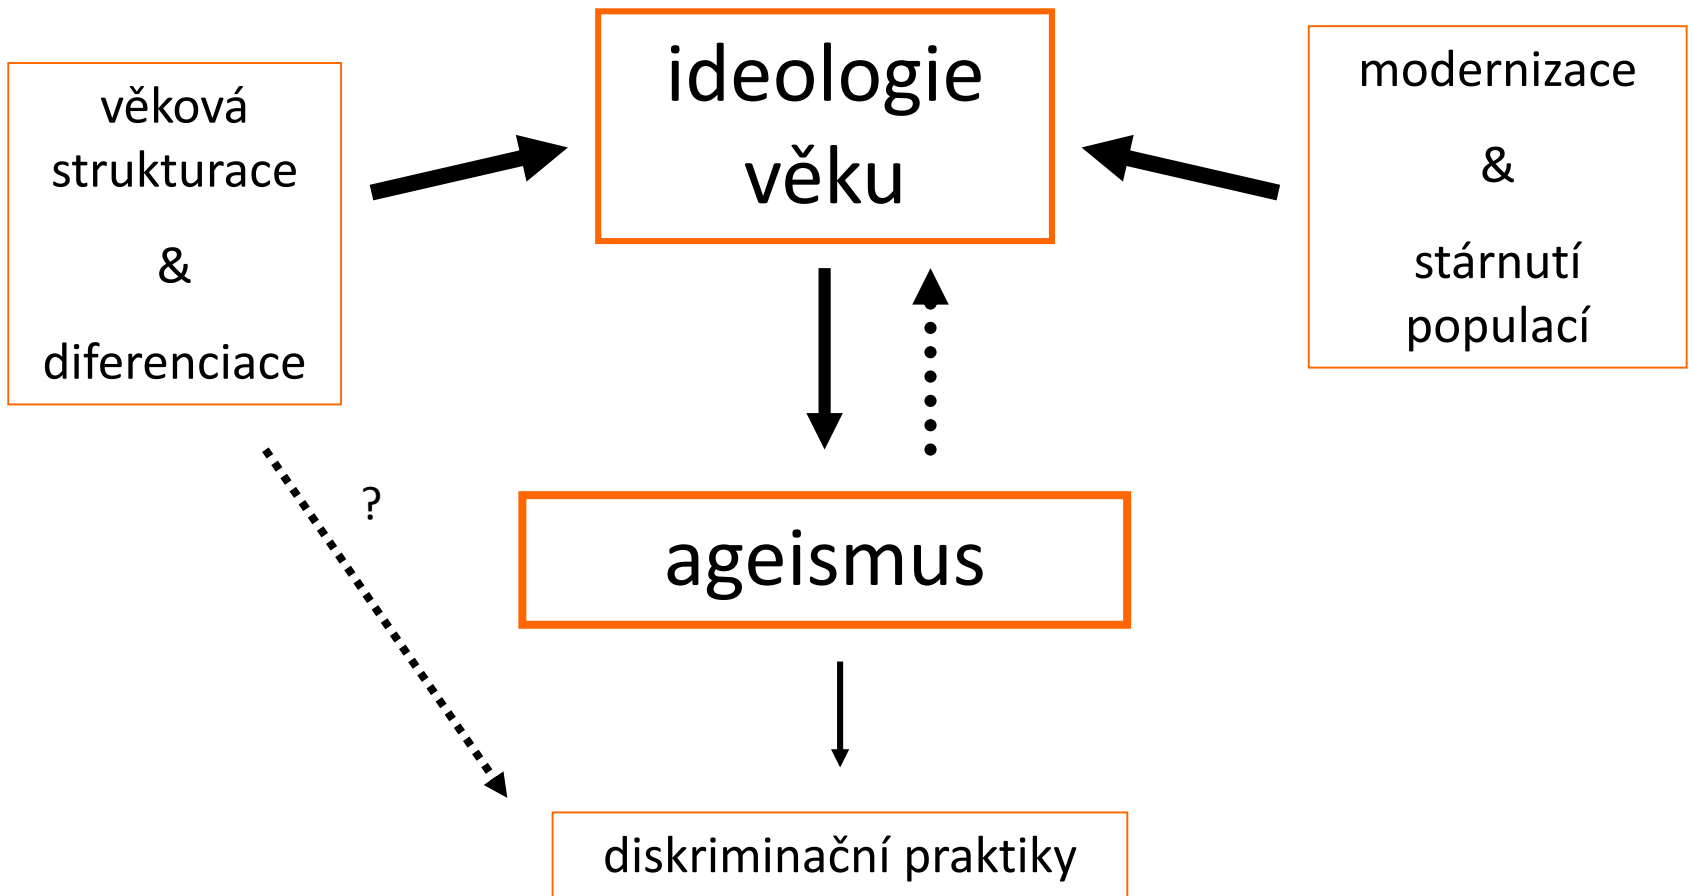 věková
strukturace
&
diferenciace
ideologie
věku
modernizace
&
stárnutí
populací
?
ageismus
diskriminační praktiky